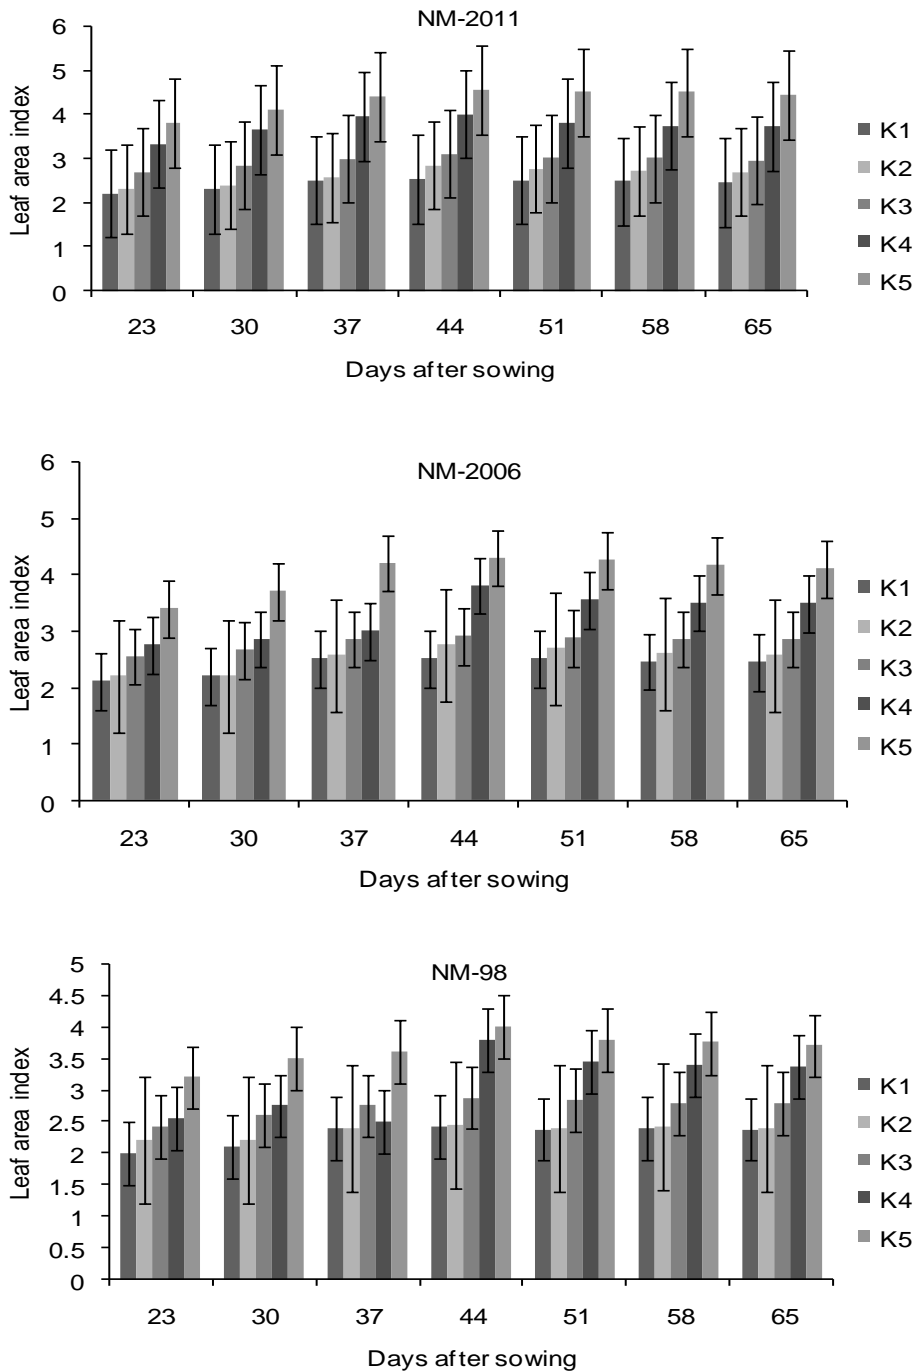 NM-2011
6
5
4
3
2
1
0
Leaf area index
23 30 37 44 51 58 65
Days after sowing
K1
K2
K3
K4
K5
NM-2006
6
5
4
3
2
1
0
Leaf area index
23 30 37 44 51 58 65
Days after sowing
K1
K2
K3
K4
K5
NM-98
5
4.5
4
3.5
3
2.5
2
1.5
1
0.5
0
Leaf area index
23 30 37 44 51 58 65
Days after sowing
K1
K2
K3
K4
K5